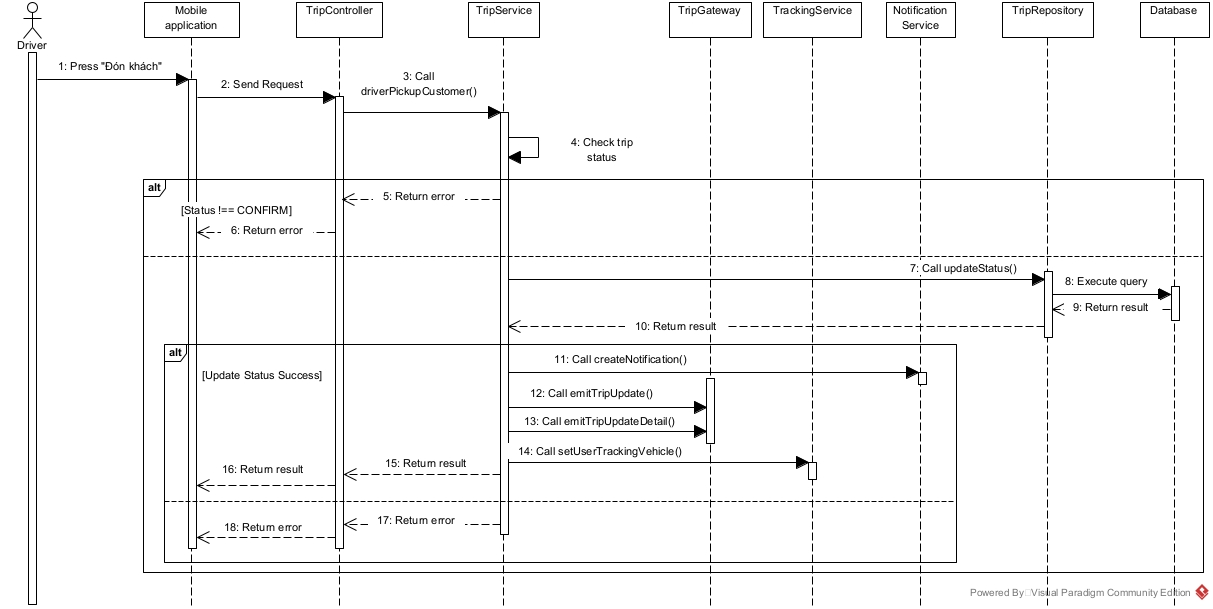 Driver
Mobile
application
TripController
TripService
TripGateway
TrackingService
Notification
Service
TripRepository
Database
1: Press "Đón khách"
2: Send Request
3: Call
driverPickupCustomer()
4: Check trip
status
alt
5: Return error
[Status !== CONFIRM]
6: Return error
7: Call updateStatus()
8: Execute query
9: Return result
10: Return result
alt
11: Call createNotification()
[Update Status Success]
12: Call emitTripUpdate()
13: Call emitTripUpdateDetail()
14: Call setUserTrackingVehicle()
15: Return result
16: Return result
17: Return error
18: Return error
Powered By Visual Paradigm Community Edition